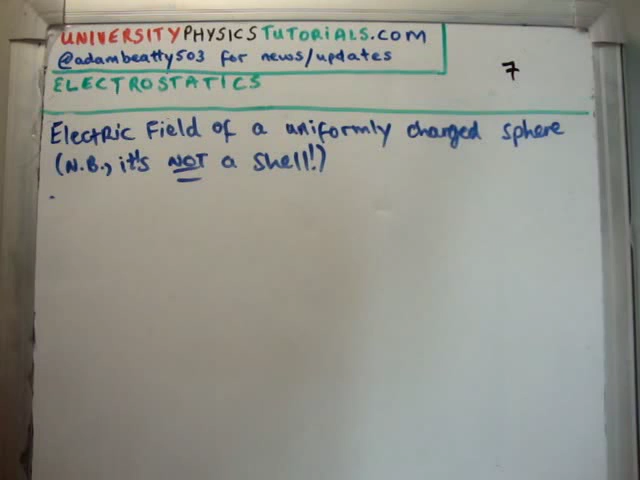 UNIVERSITYPHYSICSTUTORIALS.COM
@adambeatty503 for news/updates
7
ELECTROSTATICS
Electric Field of a uniformly charged sphere
(N.B., it's NOT a shell!)